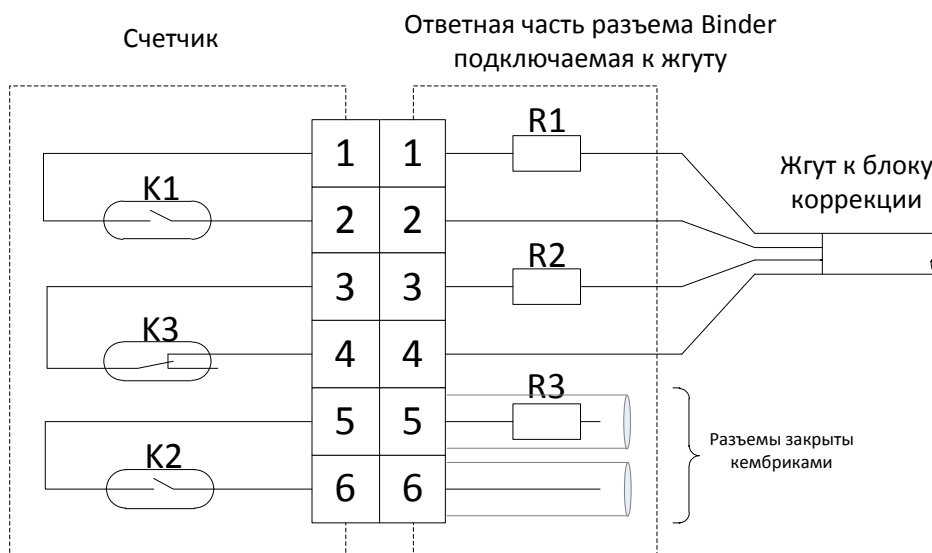 Счетчик
Ответная часть разъема Binder
подключаемая к жгуту
R1
1 1
Жгут к блоку
коррекции
K1
2 2
R2
3 3
K3
4 4
R3
5 5
Разъемы закрыты
кембриками
K2
6 6